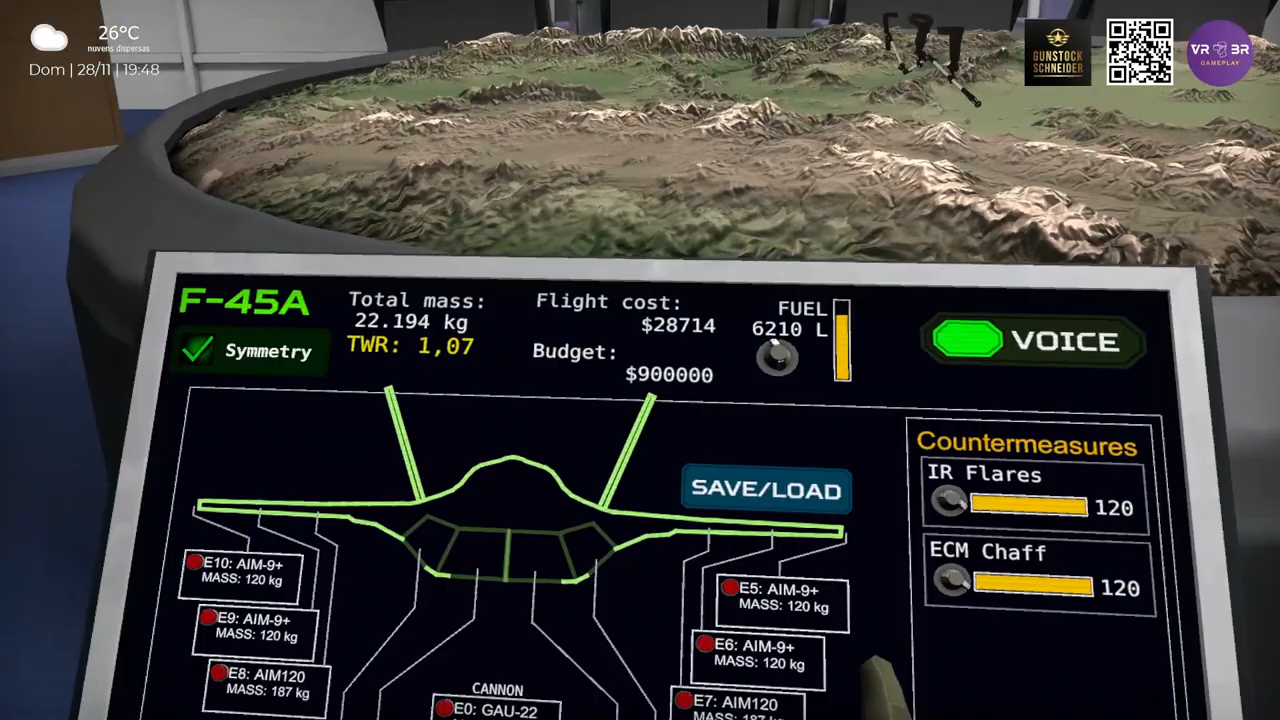 26°C
nuvens dispersas
Dom | 28/11 | 19:48
GUNSTOCK
SCHNEIDER
VR BR
GAMEPLAY
F-45A
Symmetry
Total mass:
22.194 kg
TWR: 1,07
Flight cost:
$28714
Budget:
$900000
FUEL
6210 L
VOICE
SAVE/LOAD
Countermeasures
IR Flares
120
ECM Chaff
120
E10: AIM-9+
MASS: 120 kg
E9: AIM-9+
MASS: 120 kg
E8: AIM120
MASS: 187 kg
CANNON
E0: GAU-22
E5: AIM-9+
MASS: 120 kg
E6: AIM-9+
MASS: 120 kg
E7: AIM120
MASS: 187 kg